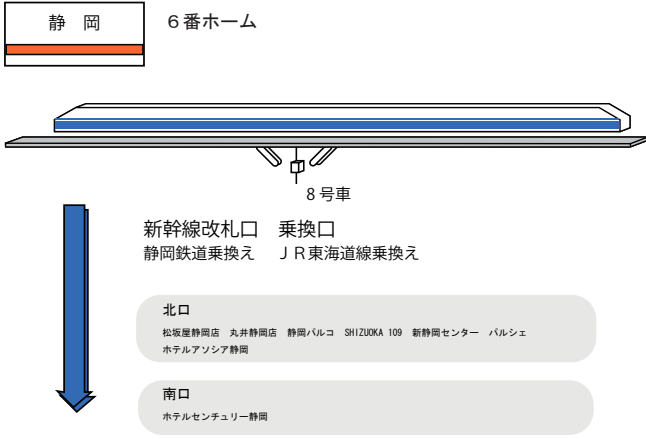 静　岡
６番ホーム
８号車
新幹線改札口　乗換口
静岡鉄道乗換え　ＪＲ東海道線乗換え
北口
松坂屋静岡店　丸井静岡店　静岡パルコ　SHIZUOKA 109　新静岡センター　パルシェ
ホテルアソシア静岡
南口
ホテルセンチュリー静岡